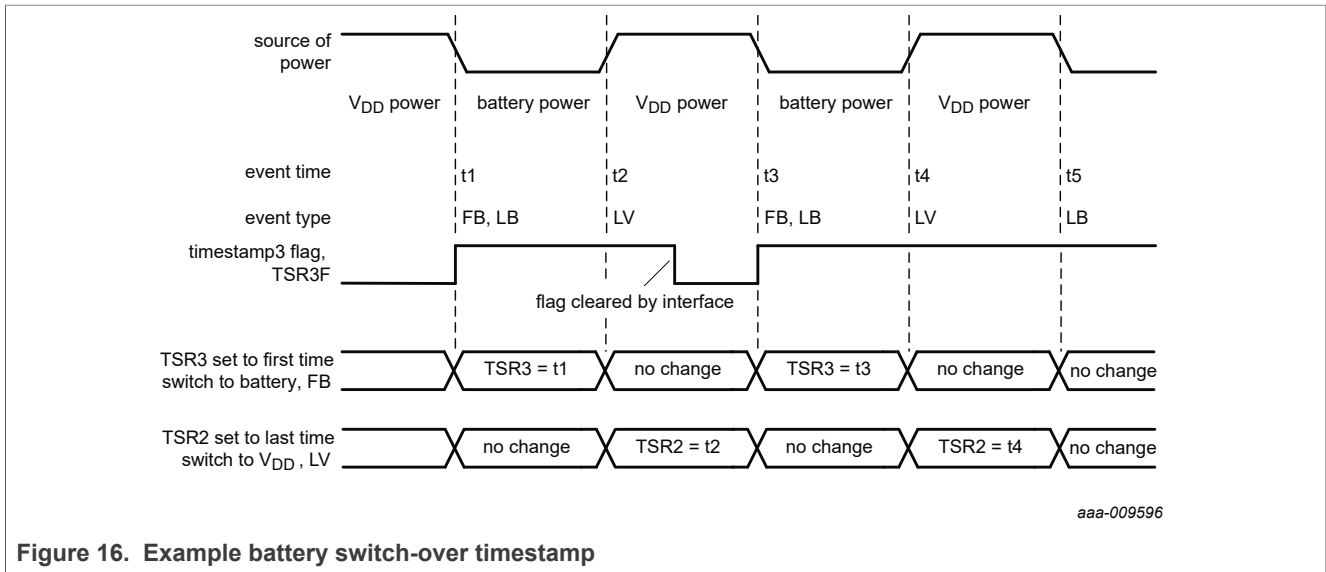 source of
power
V_DD power battery power V_DD power battery power V_DD power
event time t1 t2 t3 t4 t5
event type FB, LB LV FB, LB LV LB
timestamp3 flag,
TSR3F
flag cleared by interface
TSR3 set to first time
switch to battery, FB
TSR3 = t1 no change TSR3 = t3 no change no change
TSR2 set to last time
switch to V_DD , LV
no change TSR2 = t2 no change TSR2 = t4 no change
aaa-009596
Figure 16. Example battery switch-over timestamp